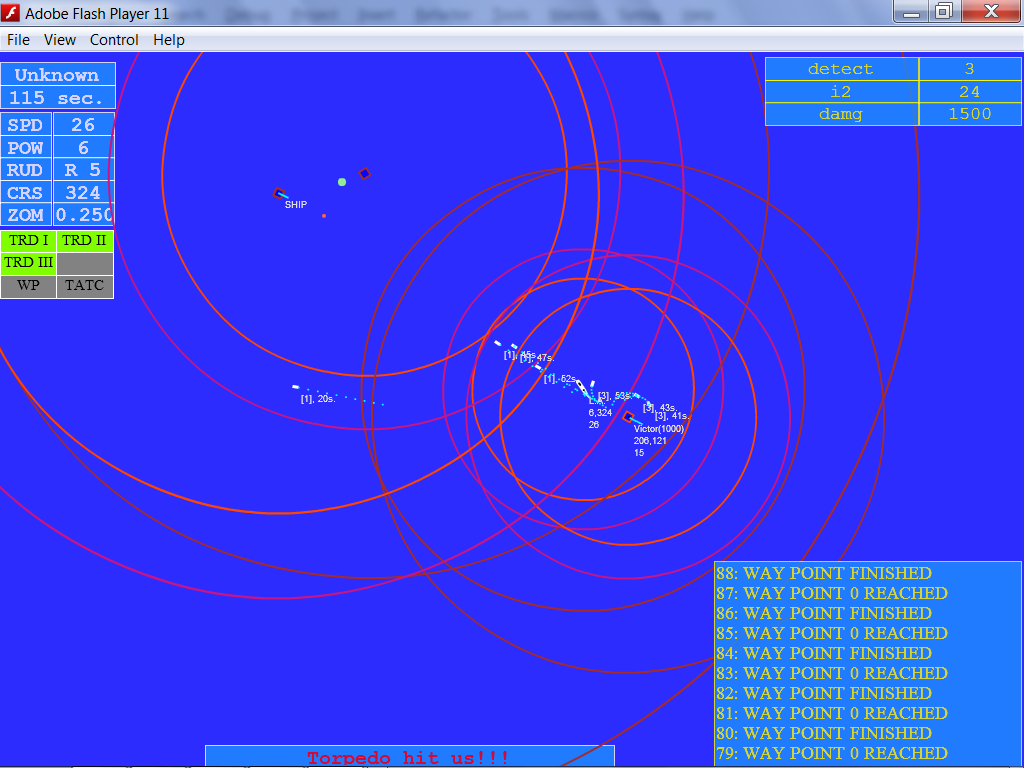 Adobe Flash Player 11
File View Control Help
Unknown
115 sec.
SPD 26
POW 6
RUD R 5
CRS 324
ZOM 0.250
TRD I TRD II
TRD III
WP TATC
detect 3
i2 24
damg 1500
SHIP
[1], 47s.
[1], 20s.
[3], 53s.
[3], 43s.
[3], 41s.
6,324
26
Victor(1000)
206,121
15
88: WAY POINT FINISHED
87: WAY POINT 0 REACHED
86: WAY POINT FINISHED
85: WAY POINT 0 REACHED
84: WAY POINT FINISHED
83: WAY POINT 0 REACHED
82: WAY POINT FINISHED
81: WAY POINT 0 REACHED
80: WAY POINT FINISHED
79: WAY POINT 0 REACHED
Torpedo hit us!!!